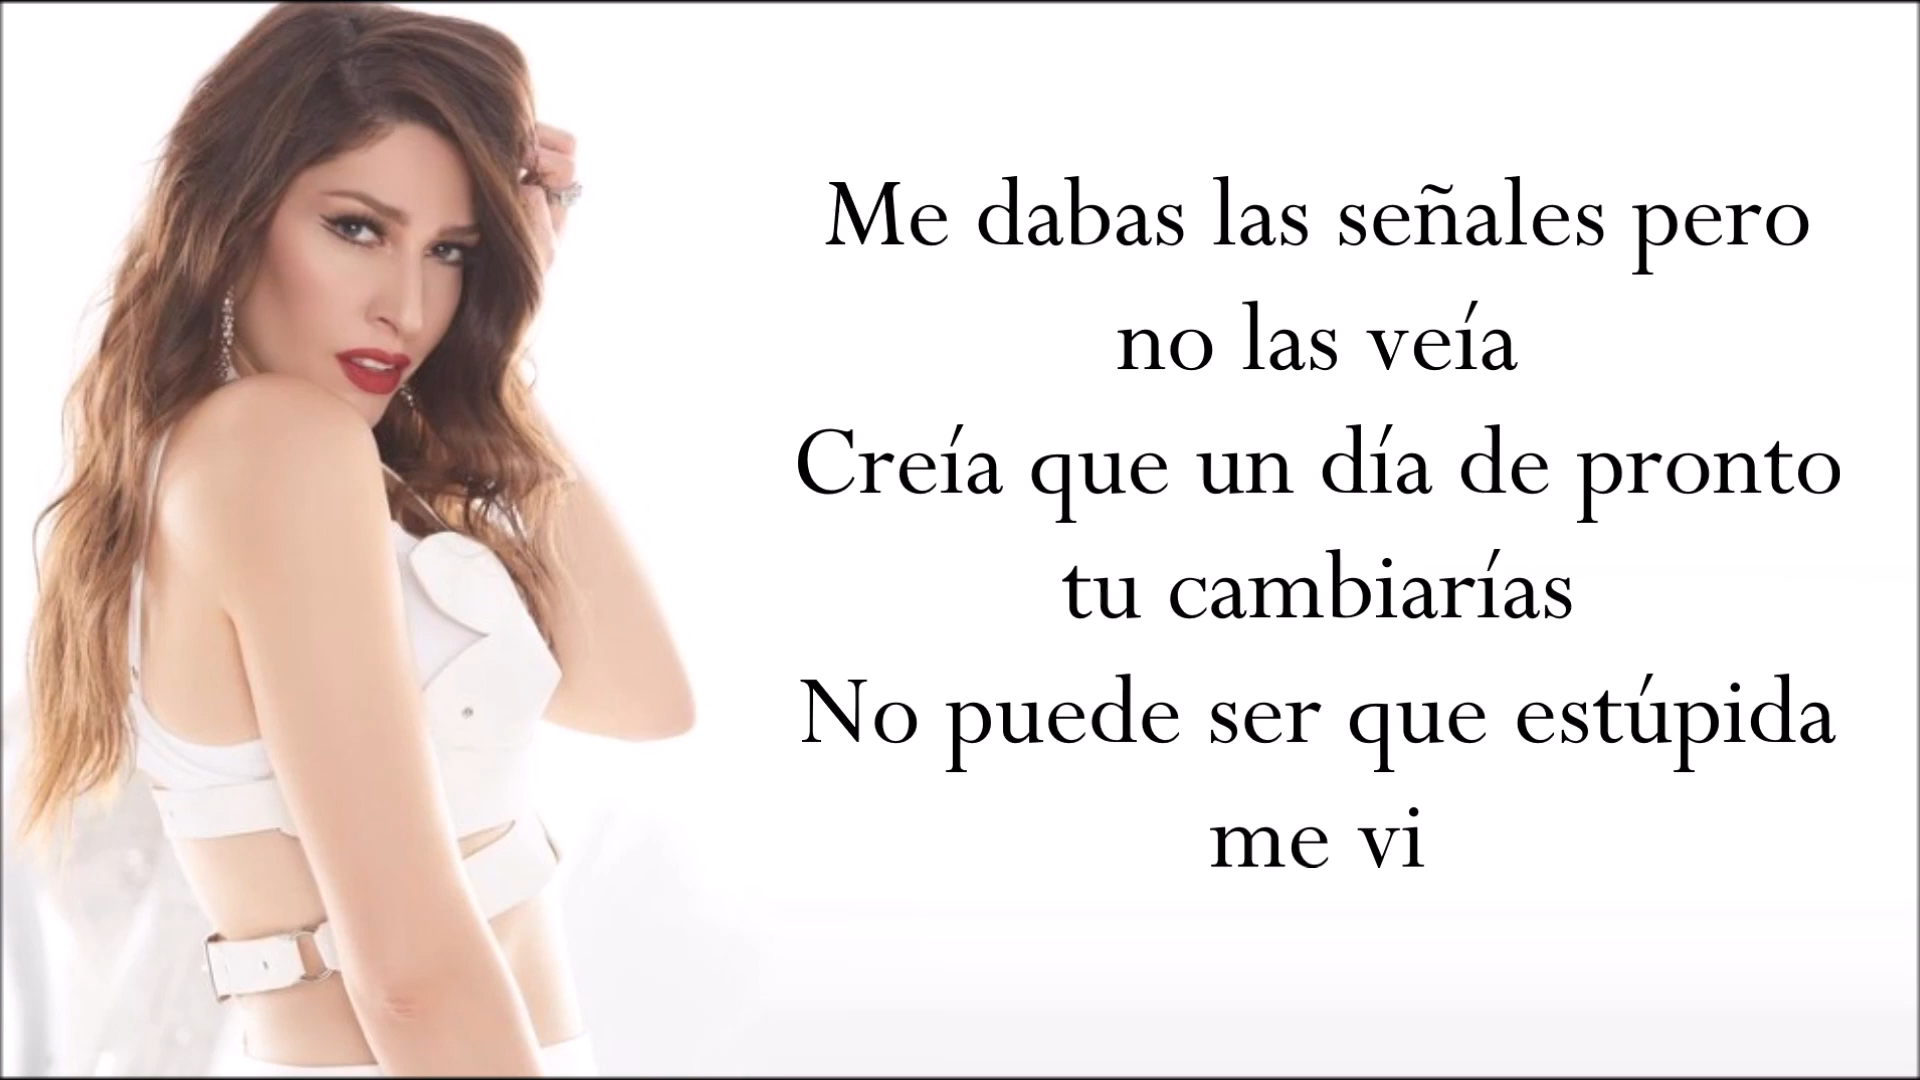 Me dabas las señales pero
no las veía
Creía que un día de pronto
tu cambiarías
No puede ser que estúpida
me vi